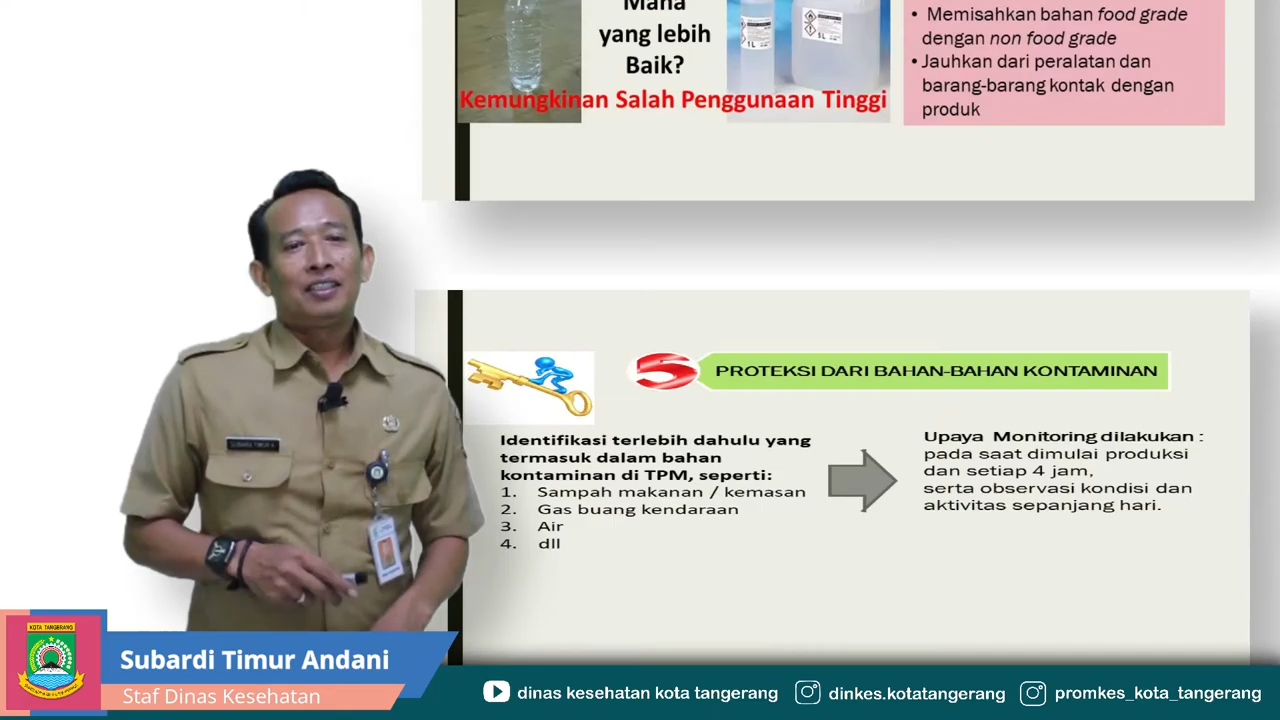 Mana
yang lebih
Baik?
Kemungkinan Salah Penggunaan Tinggi
1L
5L
• Memisahkan bahan food grade
dengan non food grade
• Jauhkan dari peralatan dan
barang-barang kontak dengan
produk
5
PROTEKSI DARI BAHAN-BAHAN KONTAMINAN
Identifikasi terlebih dahulu yang
termasuk dalam bahan
kontaminan di TPM, seperti:
1. Sampah makanan / kemasan
2. Gas buang kendaraan
3. Air
4. dll
Upaya Monitoring dilakukan :
pada saat dimulai produksi
dan setiap 4 jam,
serta observasi kondisi dan
aktivitas sepanjang hari.
KOTA TANGERANG
Subardi Timur Andani
Staf Dinas Kesehatan
dinas kesehatan kota tangerang
dinkes.kotatangerang
promkes_kota_tangerang